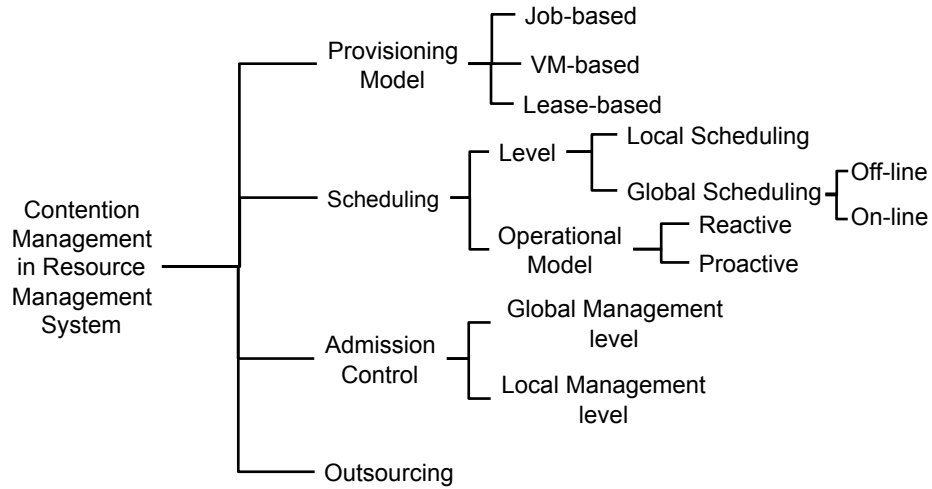 Contention
Management
in Resource
Management
System
Provisioning
Model
Job-based
VM-based
Lease-based
Scheduling
Level
Local Scheduling
Global Scheduling
Off-line
On-line
Operational
Model
Reactive
Proactive
Admission
Control
Global Management
level
Local Management
level
Outsourcing